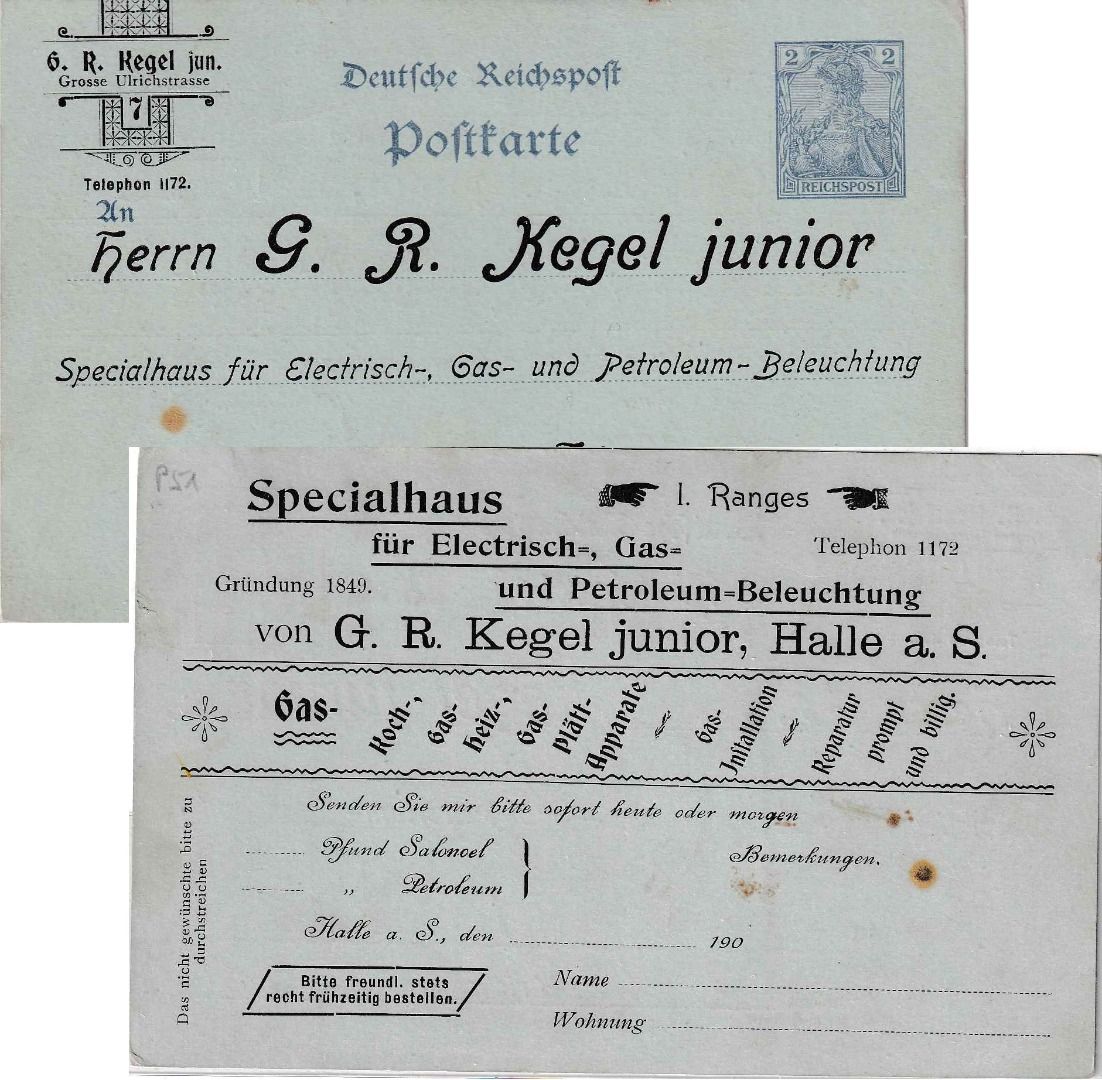 G. R. Kegel jun.
Grosse Ulrichstrasse
7
Telephon 1172.
Deutsche Reichspost
Postkarte
2 2
REICHSPOST
An
Herrn G. R. Kegel junior
Specialhaus für Electrisch-, Gas- und Petroleum-Beleuchtung
Specialhaus
I. Ranges
für Electrisch=, Gas=
Telephon 1172
Gründung 1849.
und Petroleum=Beleuchtung
von G. R. Kegel junior, Halle a. S.
Gas-
Koch-,
Gas-
Heiz-,
Gas-
Plätt-
Apparate
Gas-
Jnstallation
Reparatur
prompt
und billig.
Senden Sie mir bitte sofort heute oder morgen
Pfund Salonoel
„ Petroleum
Bemerkungen.
Halle a. S., den 190
Bitte freundl. stets
recht frühzeitig bestellen.
Name
Wohnung
Das nicht gewünschte bitte zu
durchstreichen